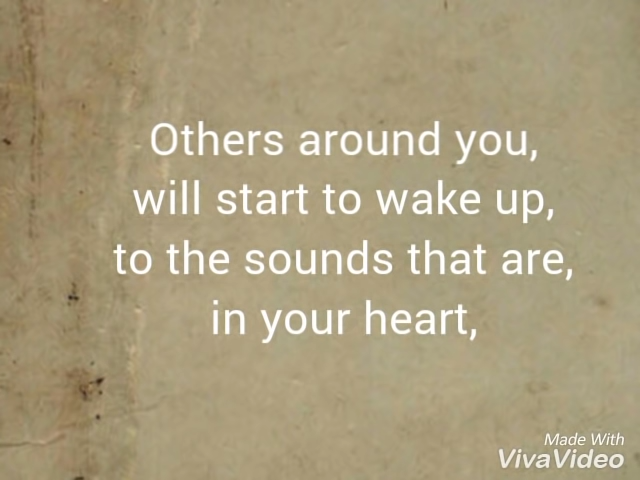 Others around you,
will start to wake up,
to the sounds that are,
in your heart,
Made With
VivaVideo